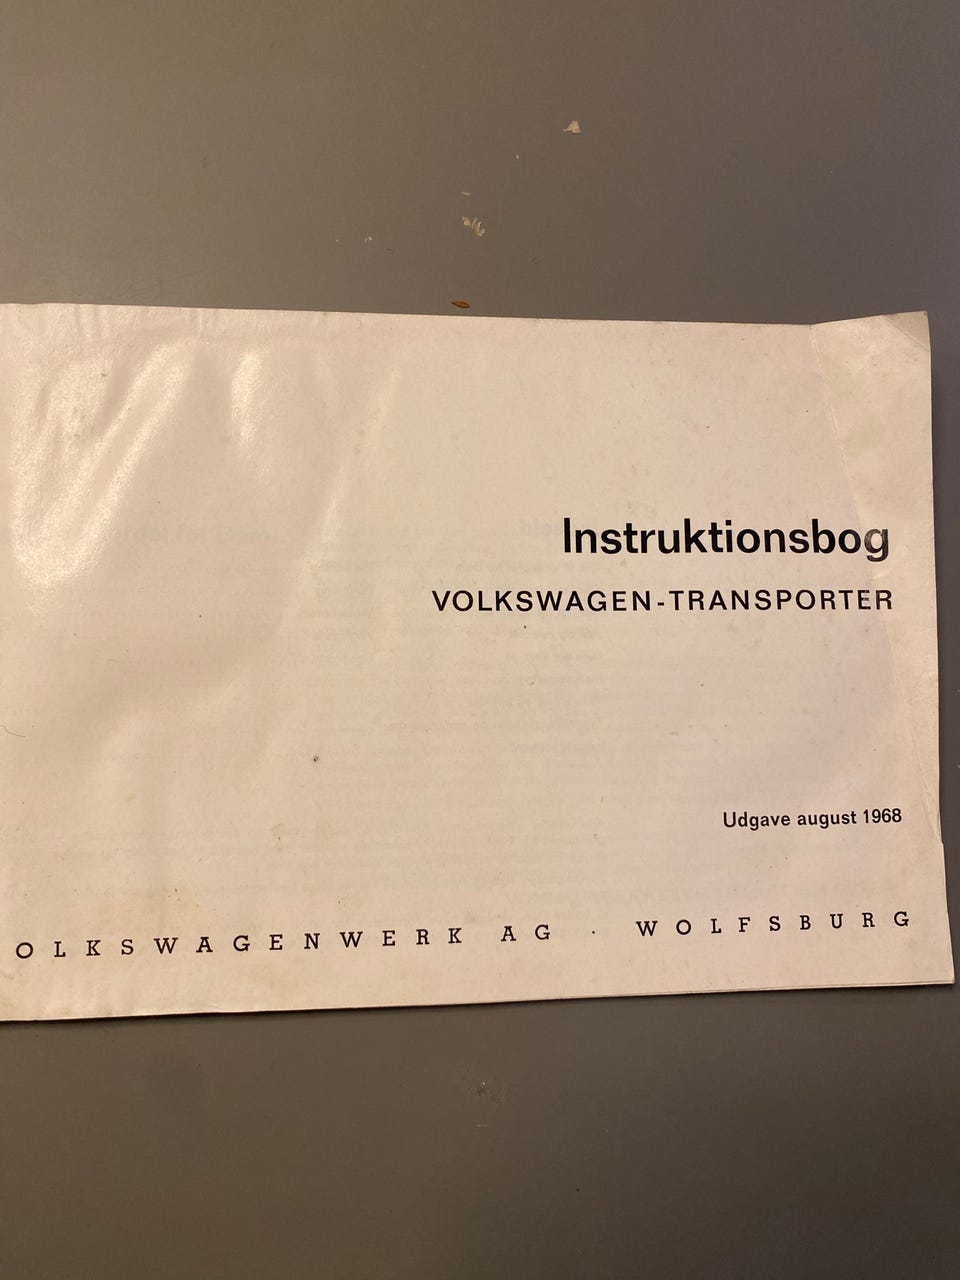 Instruktionsbog
VOLKSWAGEN-TRANSPORTER
Udgave august 1968
OLKSWAGENWERK AG · WOLFSBURG